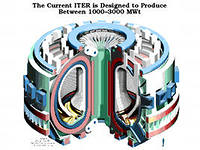 The Current ITER is Designed to Produce
Between 1000-3000 MWt